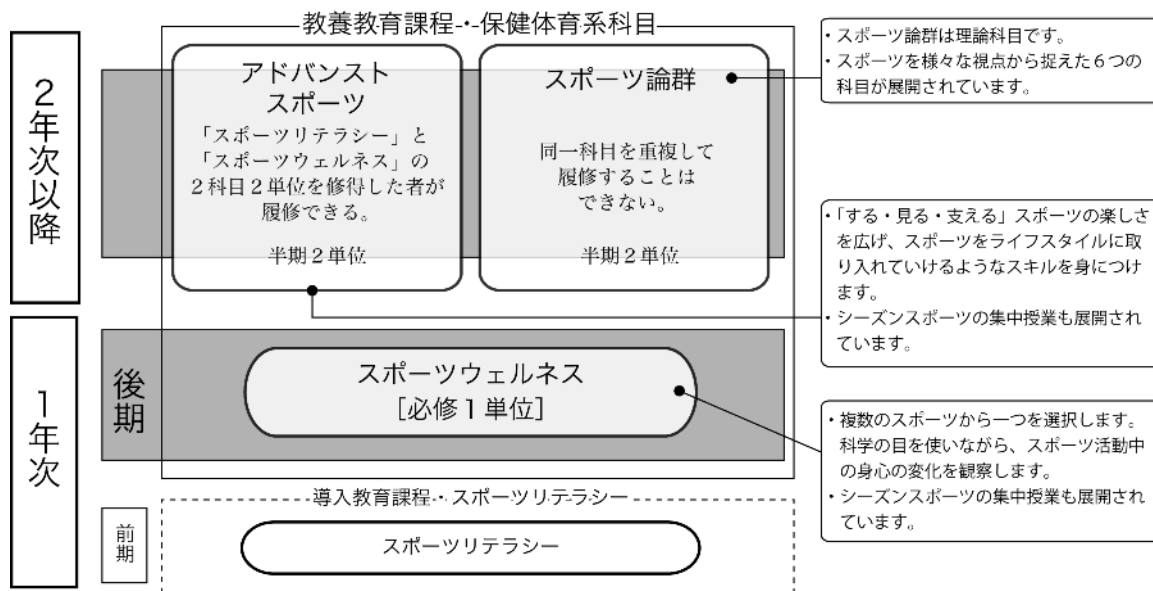 教養教育課程・保健体育系科目
2年次以降
アドバンスト
スポーツ
「スポーツリテラシー」と
「スポーツウェルネス」の
２科目２単位を修得した者が
履修できる。
半期２単位
スポーツ論群
同一科目を重複して
履修することは
できない。
半期２単位
・スポーツ論群は理論科目です。
・スポーツを様々な視点から捉えた６つの
科目が展開されています。
・「する・見る・支える」スポーツの楽しさ
を広げ、スポーツをライフスタイルに取
り入れていけるようなスキルを身につけ
ます。
・シーズンスポーツの集中授業も展開され
ています。
1年次
後期
スポーツウェルネス
［必修１単位］
・複数のスポーツから一つを選択します。
科学の目を使いながら、スポーツ活動中
の身心の変化を観察します。
・シーズンスポーツの集中授業も展開され
ています。
導入教育課程・スポーツリテラシー
前期
スポーツリテラシー